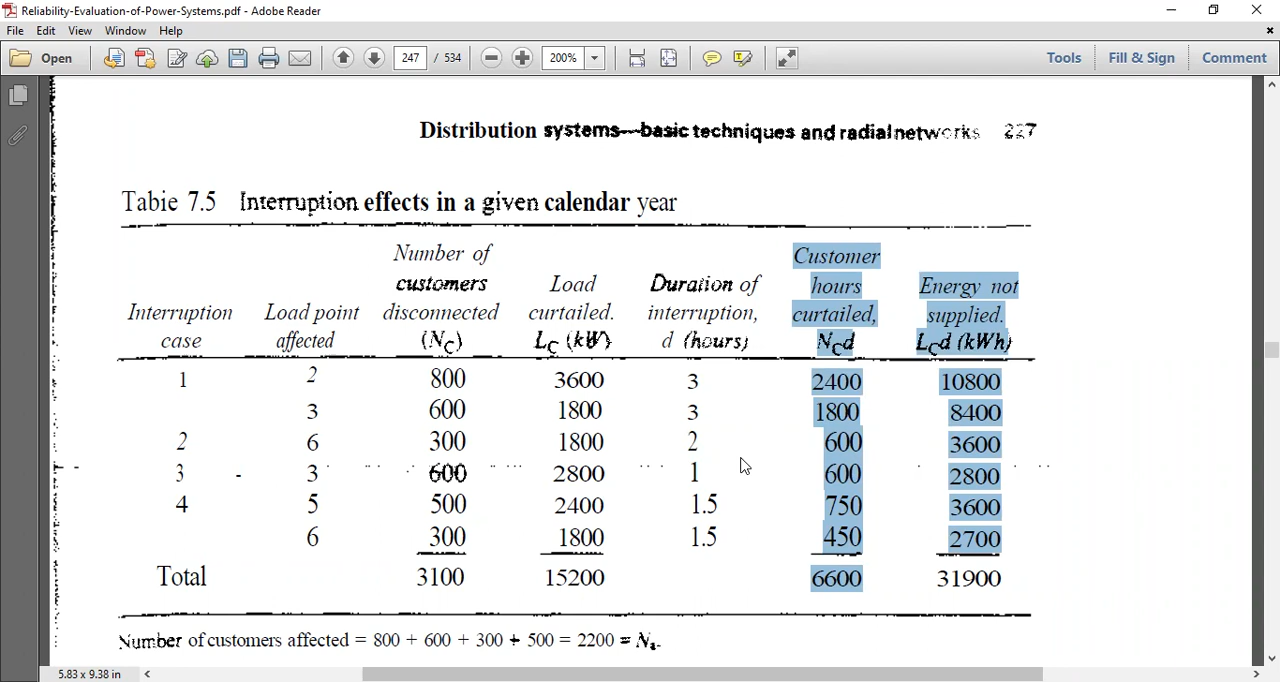 Reliability-Evaluation-of-Power-Systems.pdf - Adobe Reader
File Edit View Window Help
Open 247 / 534 200% Tools Fill & Sign Comment
Distribution systems—basic techniques and radial networks 227
Tabie 7.5 Interruption effects in a given calendar year
Number of Customer
customers Load Duration of hours Energy not
Interruption Load point disconnected curtailed. interruption, curtailed, supplied.
case affected (NC) LC (kW) d (hours) NCd LCd (kWh)
1 2 800 3600 3 2400 10800
3 600 1800 3 1800 8400
2 6 300 1800 2 600 3600
3 - 3 600 2800 1 600 2800
4 5 500 2400 1.5 750 3600
6 300 1800 1.5 450 2700
Total 3100 15200 6600 31900
Number of customers affected = 800 + 600 + 300 + 500 = 2200 = Na.
5.83 x 9.38 in